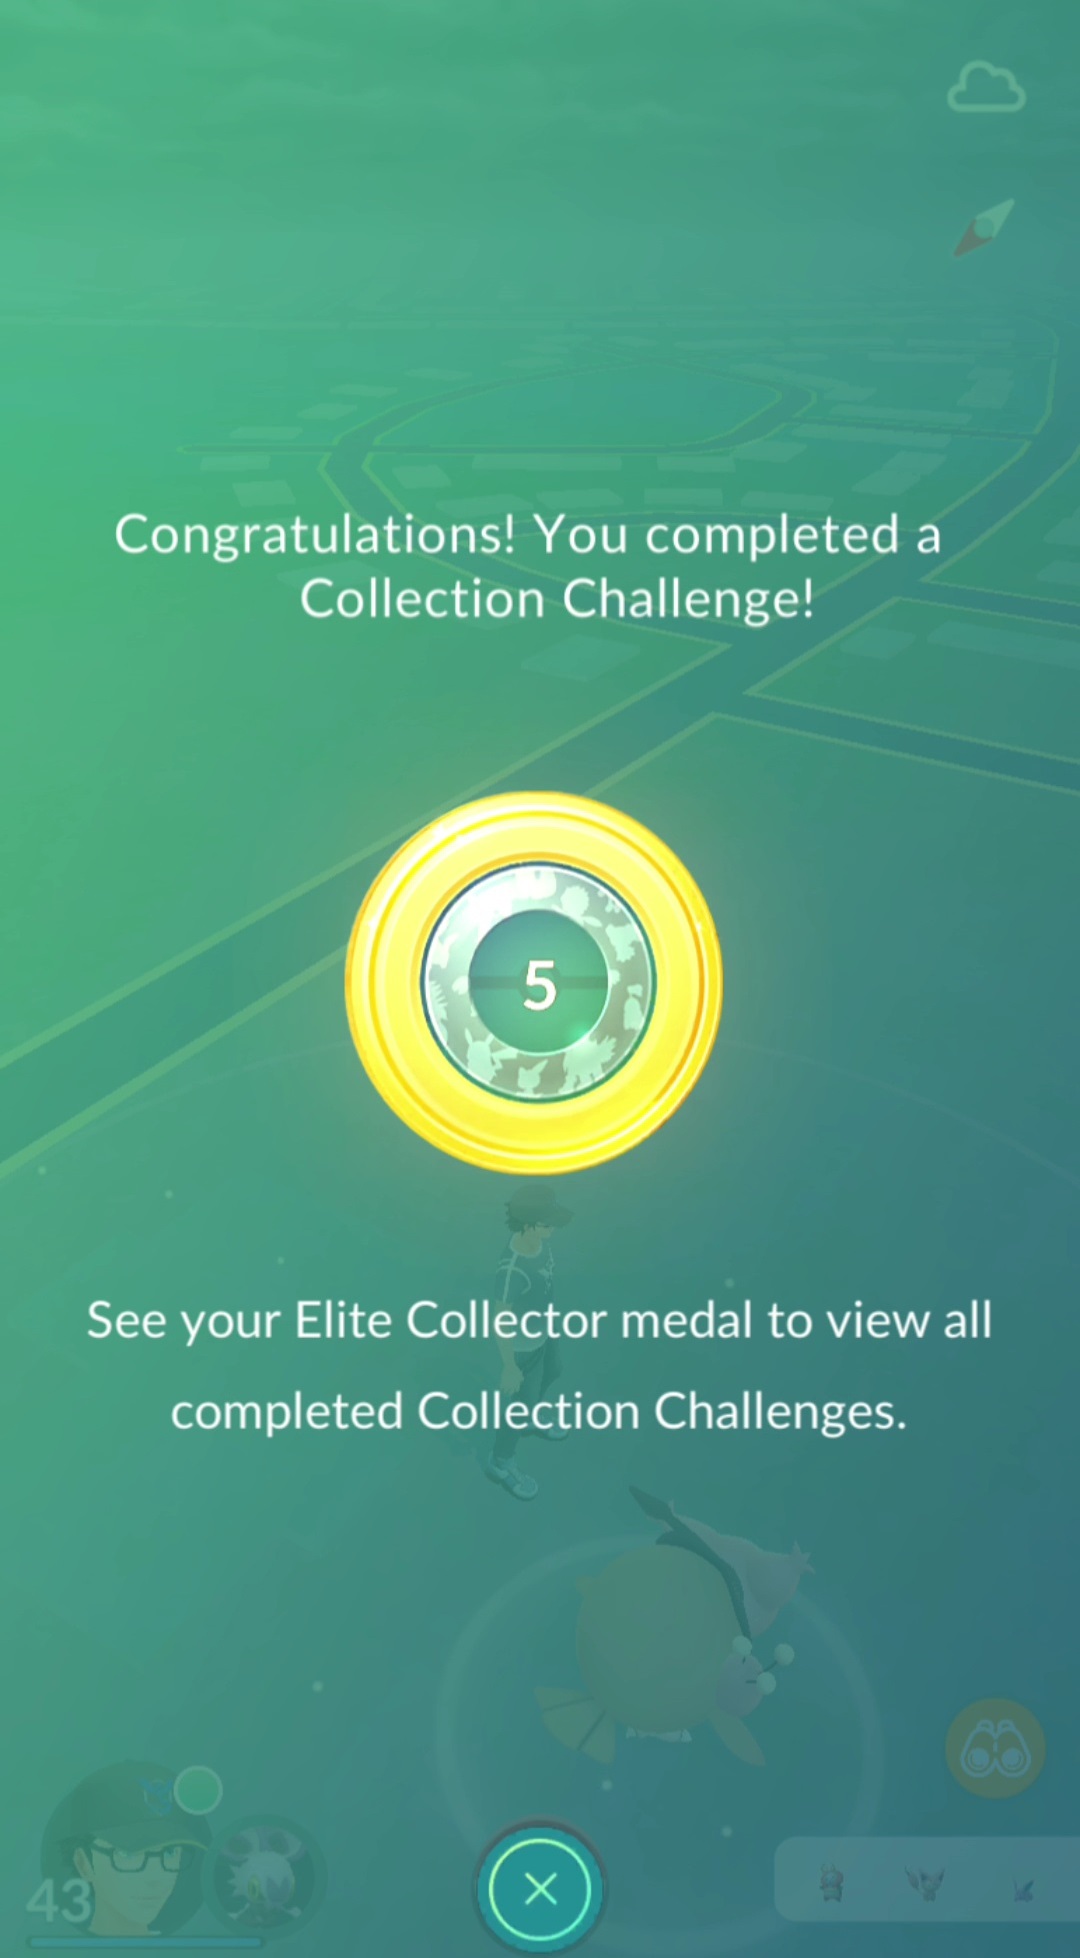 Congratulations! You completed a
Collection Challenge!
5
See your Elite Collector medal to view all
completed Collection Challenges.
43